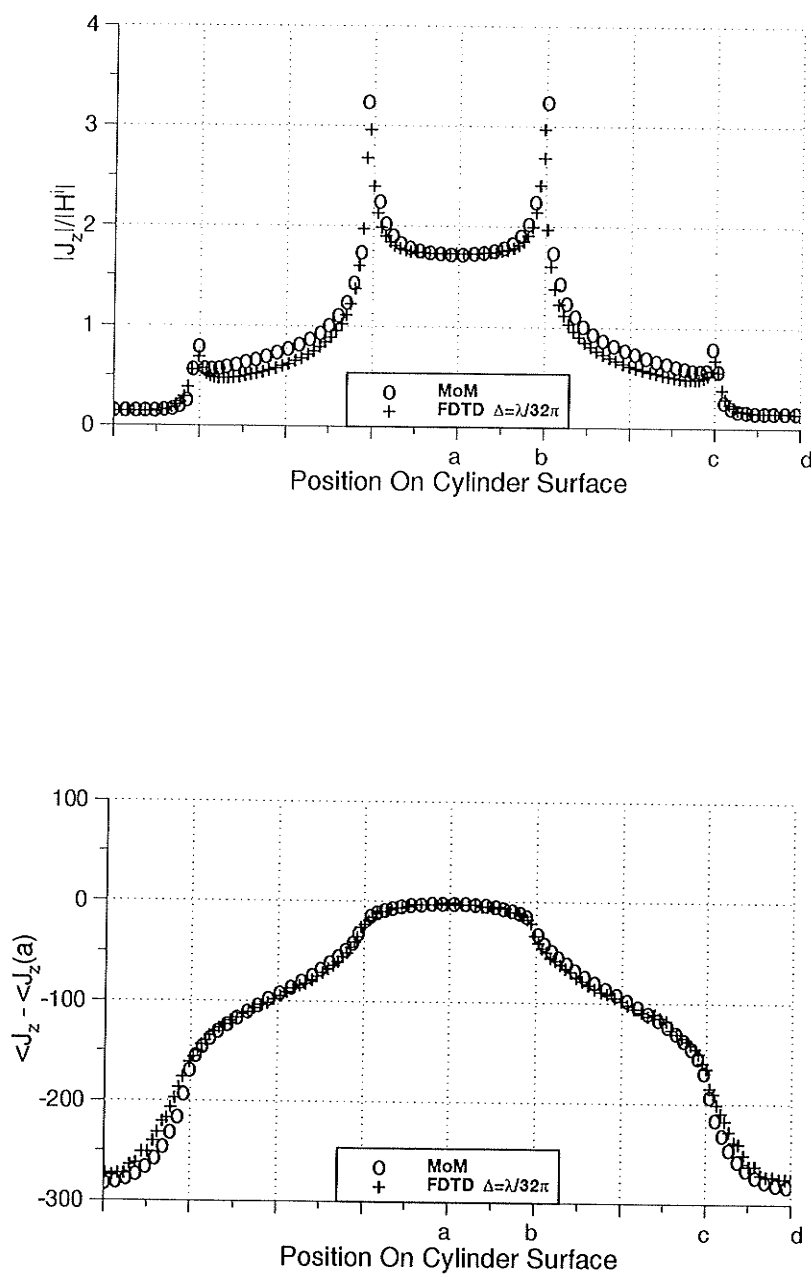 4
3
2
1
0
|J_z|/|H^i|
O MoM
+ FDTD Δ=λ/32π
a b c d
Position On Cylinder Surface
100
0
-100
-200
-300
<J_z - <J_z(a)
O MoM
+ FDTD Δ=λ/32π
a b c d
Position On Cylinder Surface